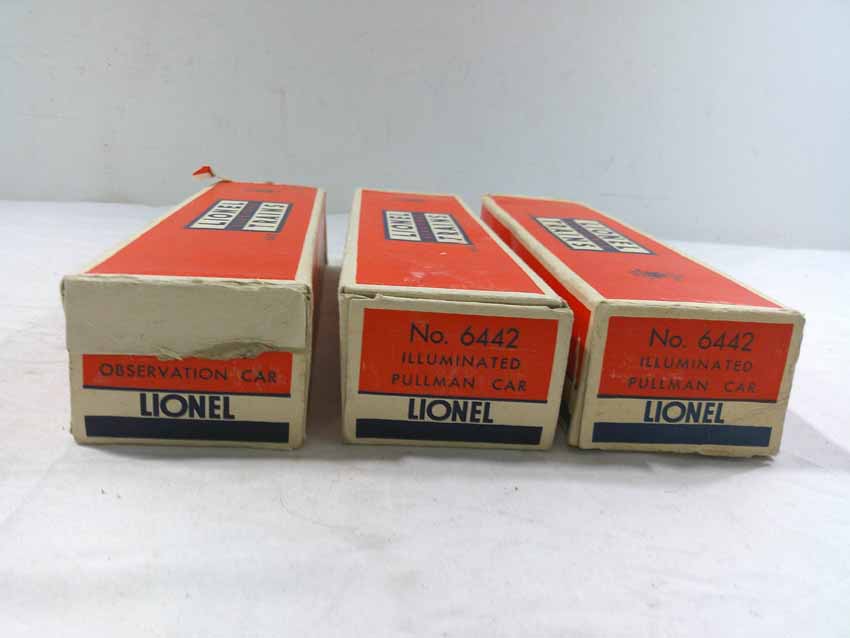 LIONEL
TRAINS
OBSERVATION CAR
LIONEL
LIONEL
TRAINS
No. 6442
ILLUMINATED
PULLMAN CAR
LIONEL
LIONEL
TRAINS
No. 6442
ILLUMINATED
PULLMAN CAR
LIONEL